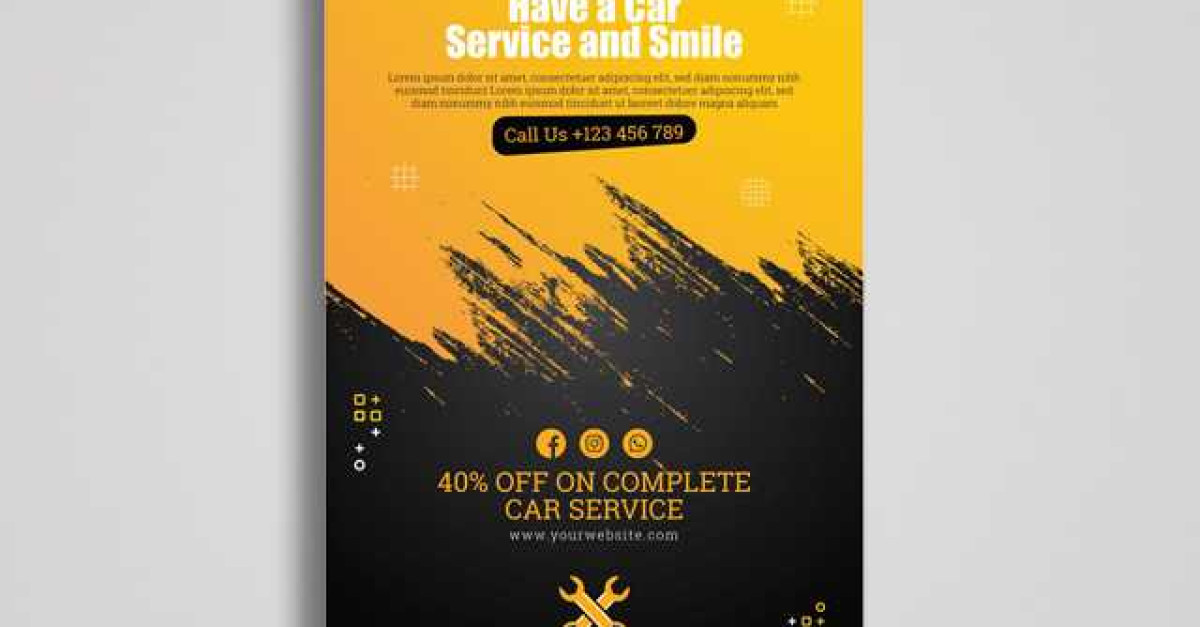 Have a Car
Service and Smile
Lorem ipsum dolor sit amet, consectetuer adipiscing elit, sed diam nonummy nibh
euismod tincidunt Lorem ipsum dolor sit amet, consectetuer adipiscing elit, sed
diam nonummy nibh euismod tincidunt ut laoreet dolore magna aliquam
Call Us +123 456 789
40% OFF ON COMPLETE
CAR SERVICE
www.yourwebsite.com